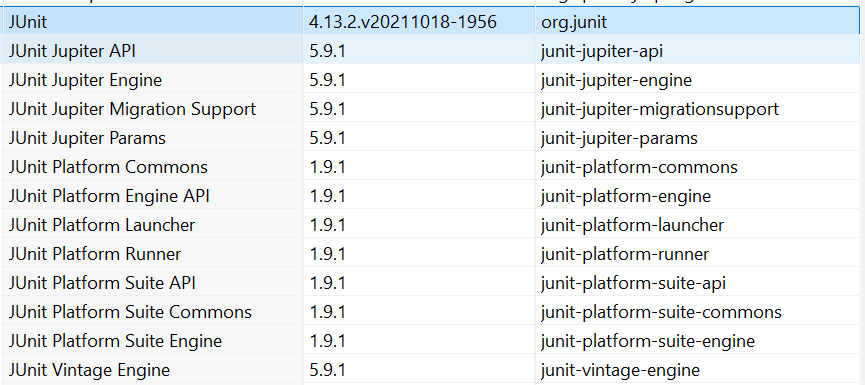 JUnit 4.13.2.v20211018-1956 org.junit
JUnit Jupiter API 5.9.1 junit-jupiter-api
JUnit Jupiter Engine 5.9.1 junit-jupiter-engine
JUnit Jupiter Migration Support 5.9.1 junit-jupiter-migrationsupport
JUnit Jupiter Params 5.9.1 junit-jupiter-params
JUnit Platform Commons 1.9.1 junit-platform-commons
JUnit Platform Engine API 1.9.1 junit-platform-engine
JUnit Platform Launcher 1.9.1 junit-platform-launcher
JUnit Platform Runner 1.9.1 junit-platform-runner
JUnit Platform Suite API 1.9.1 junit-platform-suite-api
JUnit Platform Suite Commons 1.9.1 junit-platform-suite-commons
JUnit Platform Suite Engine 1.9.1 junit-platform-suite-engine
JUnit Vintage Engine 5.9.1 junit-vintage-engine